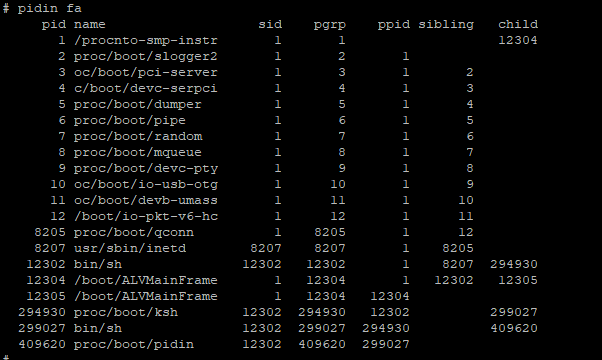 # pidin fa
pid name sid pgrp ppid sibling child
1 /procnto-smp-instr 1 1 12304
2 proc/boot/slogger2 1 2 1
3 oc/boot/pci-server 1 3 1 2
4 c/boot/devc-serpci 1 4 1 3
5 proc/boot/dumper 1 5 1 4
6 proc/boot/pipe 1 6 1 5
7 proc/boot/random 1 7 1 6
8 proc/boot/mqueue 1 8 1 7
9 proc/boot/devc-pty 1 9 1 8
10 oc/boot/io-usb-otg 1 10 1 9
11 oc/boot/devb-umass 1 11 1 10
12 /boot/io-pkt-v6-hc 1 12 1 11
8205 proc/boot/qconn 1 8205 1 12
8207 usr/sbin/inetd 8207 8207 1 8205
12302 bin/sh 12302 12302 1 8207 294930
12304 /boot/ALVMainFrame 1 12304 1 12302 12305
12305 /boot/ALVMainFrame 1 12304 12304
294930 proc/boot/ksh 12302 294930 12302 299027
299027 bin/sh 12302 299027 294930 409620
409620 proc/boot/pidin 12302 409620 299027
#